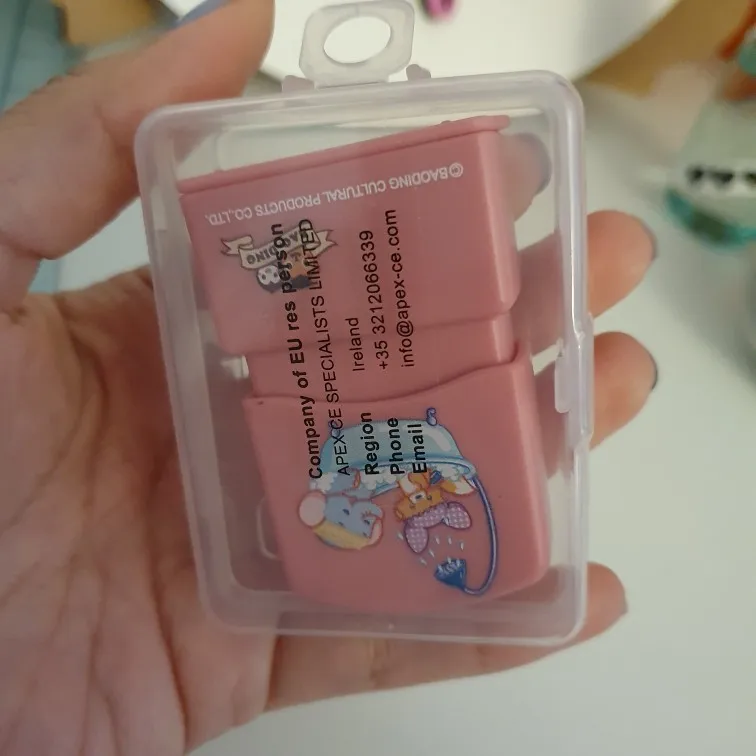 © BAODING CULTURAL PRODUCTS CO.,LTD.
BAODING
Company of EU res person
APEX CE SPECIALISTS LIMITED
Region Ireland
Phone +35 3212066339
Email info@apex-ce.com